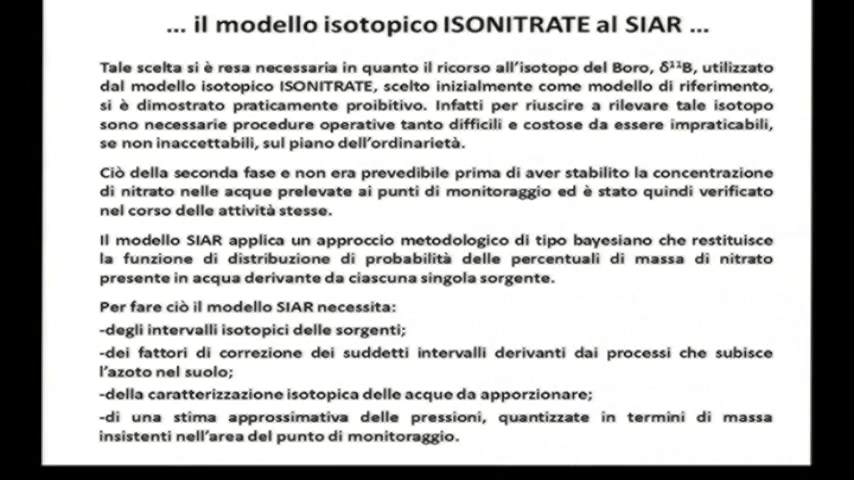 ... il modello isotopico ISONITRATE al SIAR ...
Tale scelta si è resa necessaria in quanto il ricorso all'isotopo del Boro, δ¹¹B, utilizzato
dal modello isotopico ISONITRATE, scelto inizialmente come modello di riferimento,
si è dimostrato praticamente proibitivo. Infatti per riuscire a rilevare tale isotopo
sono necessarie procedure operative tanto difficili e costose da essere impraticabili,
se non inaccettabili, sul piano dell'ordinarietà.
Ciò della seconda fase e non era prevedibile prima di aver stabilito la concentrazione
di nitrato nelle acque prelevate ai punti di monitoraggio ed è stato quindi verificato
nel corso delle attività stesse.
Il modello SIAR applica un approccio metodologico di tipo bayesiano che restituisce
la funzione di distribuzione di probabilità delle percentuali di massa di nitrato
presente in acqua derivante da ciascuna singola sorgente.
Per fare ciò il modello SIAR necessita:
-degli intervalli isotopici delle sorgenti;
-dei fattori di correzione dei suddetti intervalli derivanti dai processi che subisce
l'azoto nel suolo;
-della caratterizzazione isotopica delle acque da apporzionare;
-di una stima approssimativa delle pressioni, quantizzate in termini di massa
insistenti nell'area del punto di monitoraggio.